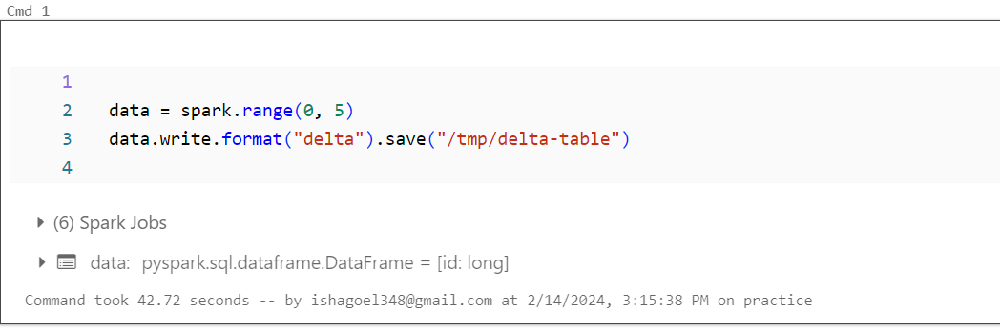 Cmd 1
1
2 data = spark.range(0, 5)
3 data.write.format("delta").save("/tmp/delta-table")
4
(6) Spark Jobs
data: pyspark.sql.dataframe.DataFrame = [id: long]
Command took 42.72 seconds -- by ishagoel348@gmail.com at 2/14/2024, 3:15:38 PM on practice